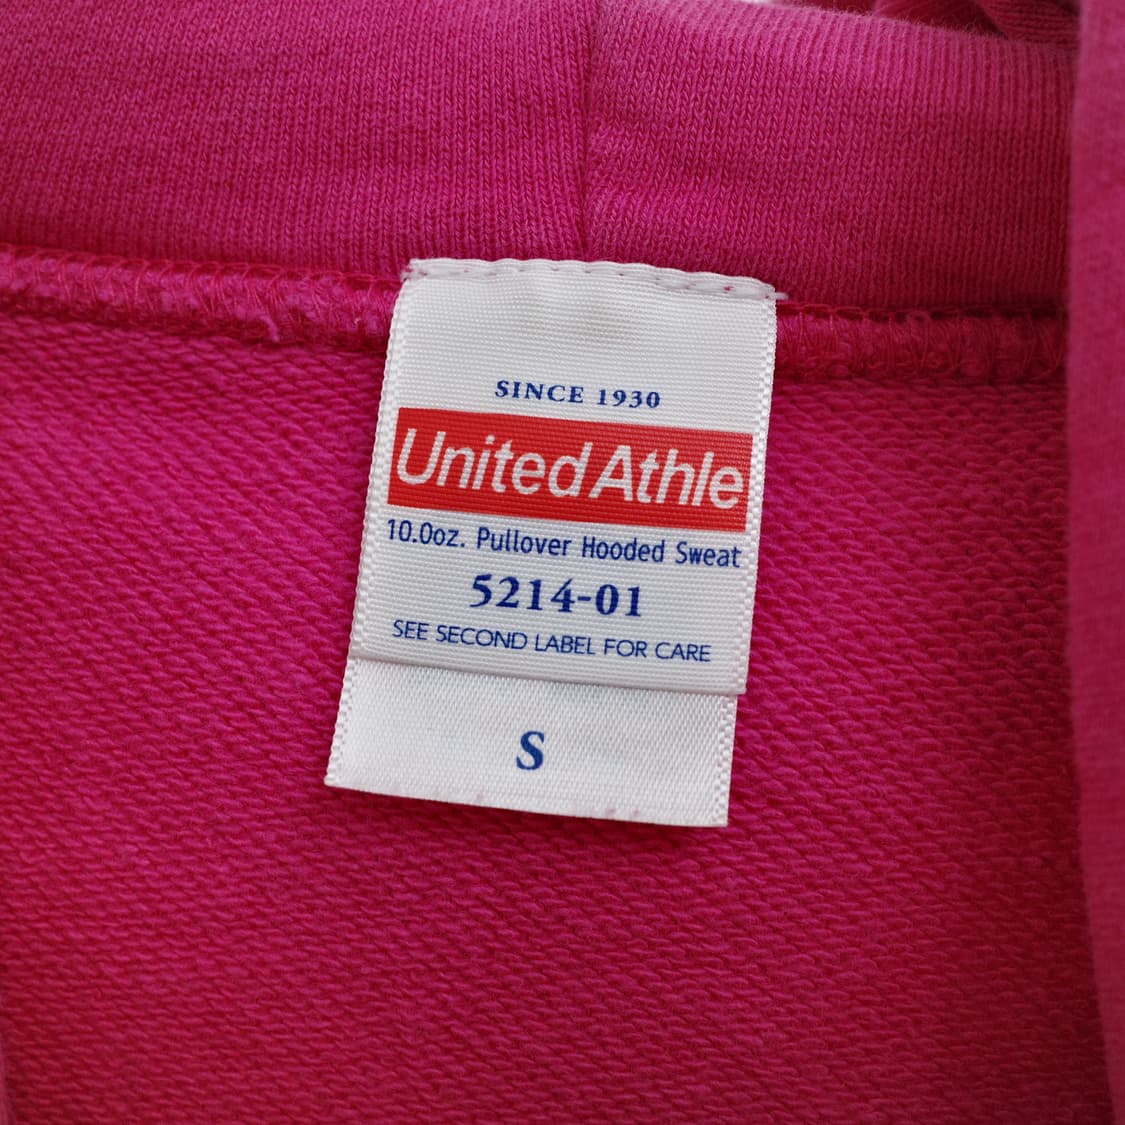 SINCE 1930
United Athle
10.0oz. Pullover Hooded Sweat
5214-01
SEE SECOND LABEL FOR CARE
S